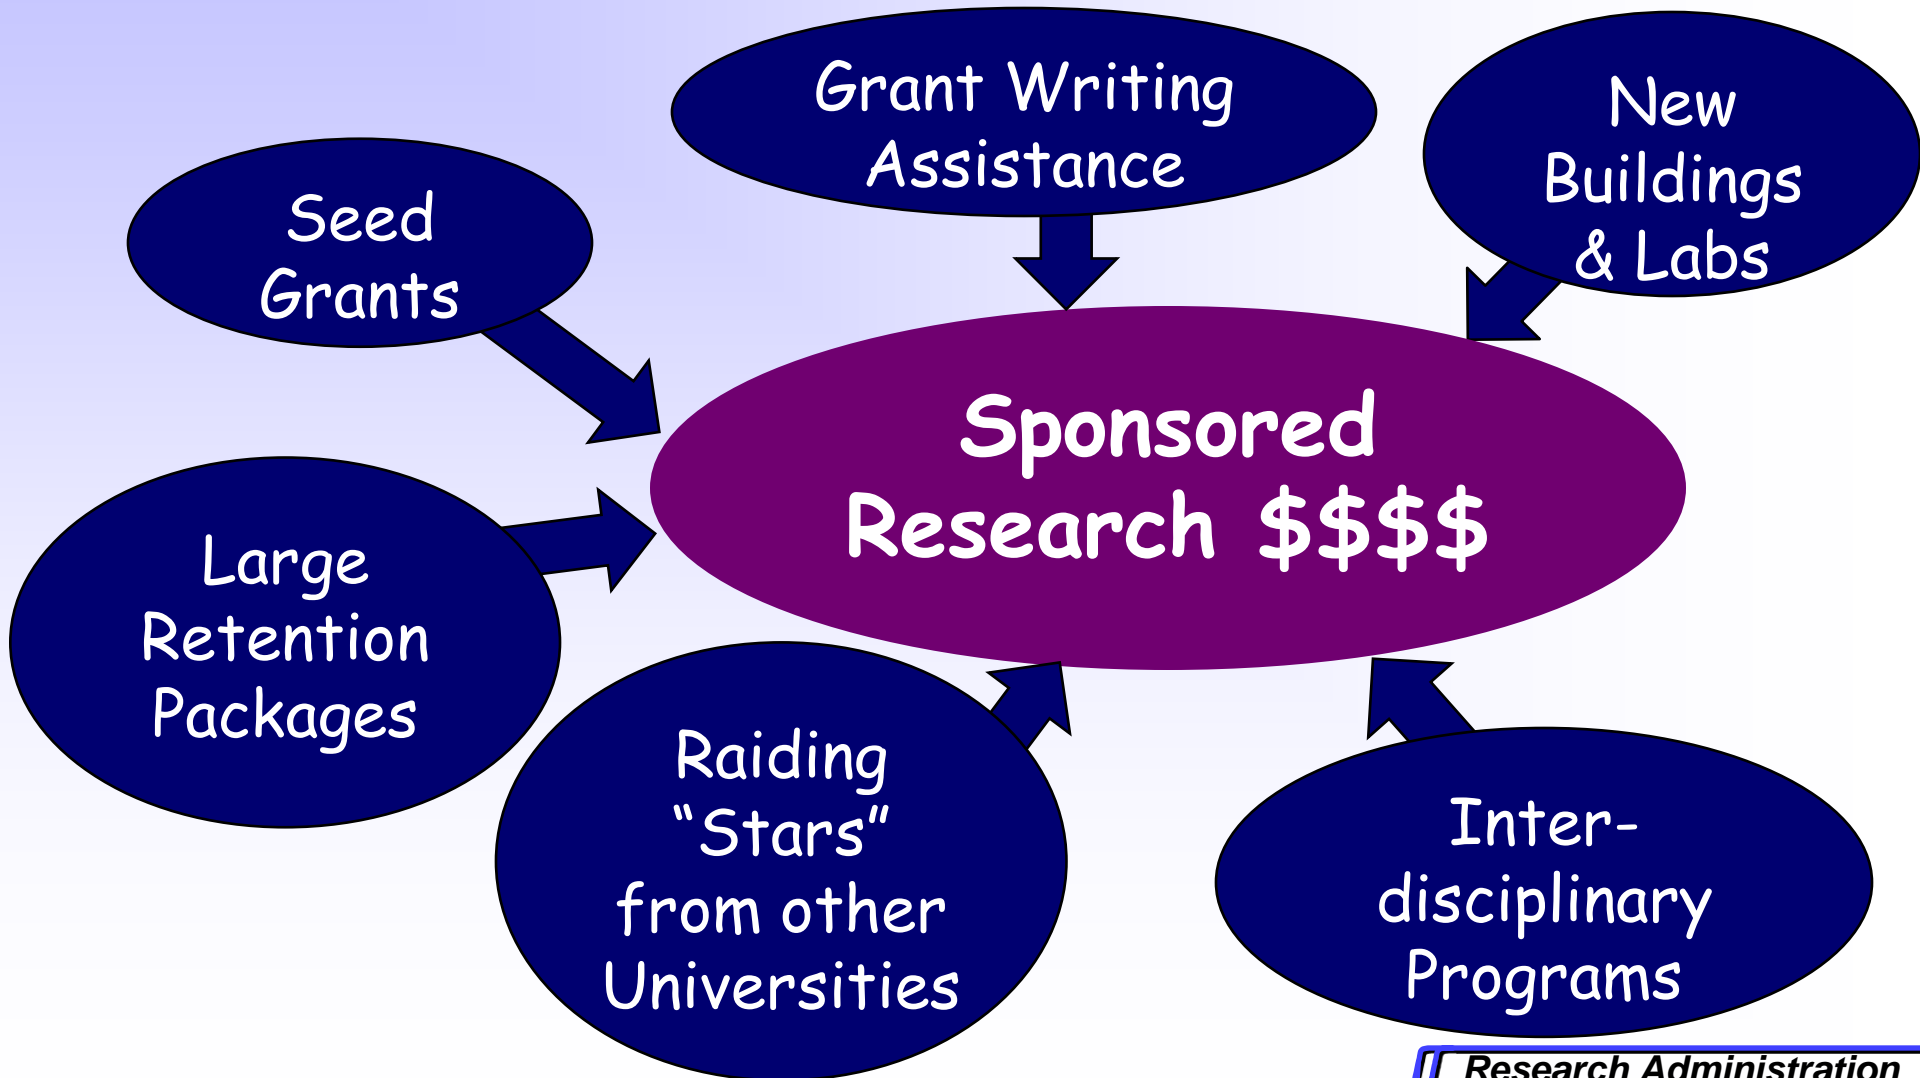 Grant Writing
Assistance
New
Buildings
& Labs
Seed
Grants
Sponsored
Research $$$$
Large
Retention
Packages
Raiding
“Stars”
from other
Universities
Inter-
disciplinary
Programs
Research Administration